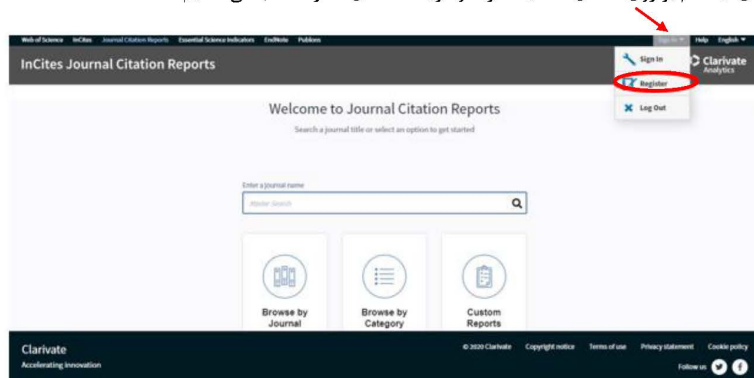 Web of Science InCites Journal Citation Reports Essential Science Indicators EndNote Publons
Sign In Help English
InCites Journal Citation Reports
Clarivate
Analytics
Sign In
Register
Log Out
Welcome to Journal Citation Reports
Search a journal title or select an option to get started
Enter a journal name
Master Search
Browse by
Journal
Browse by
Category
Custom
Reports
Clarivate
Accelerating innovation
© 2020 Clarivate Copyright notice Terms of use Privacy statement Cookie policy
Follow us